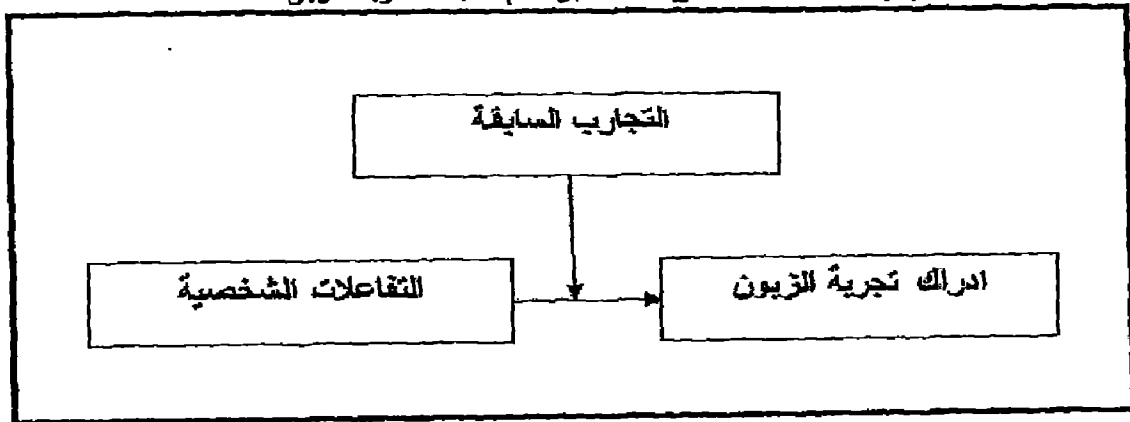 التجارب السابقة
التفاعلات الشخصية
ادراك تجربة الزبون